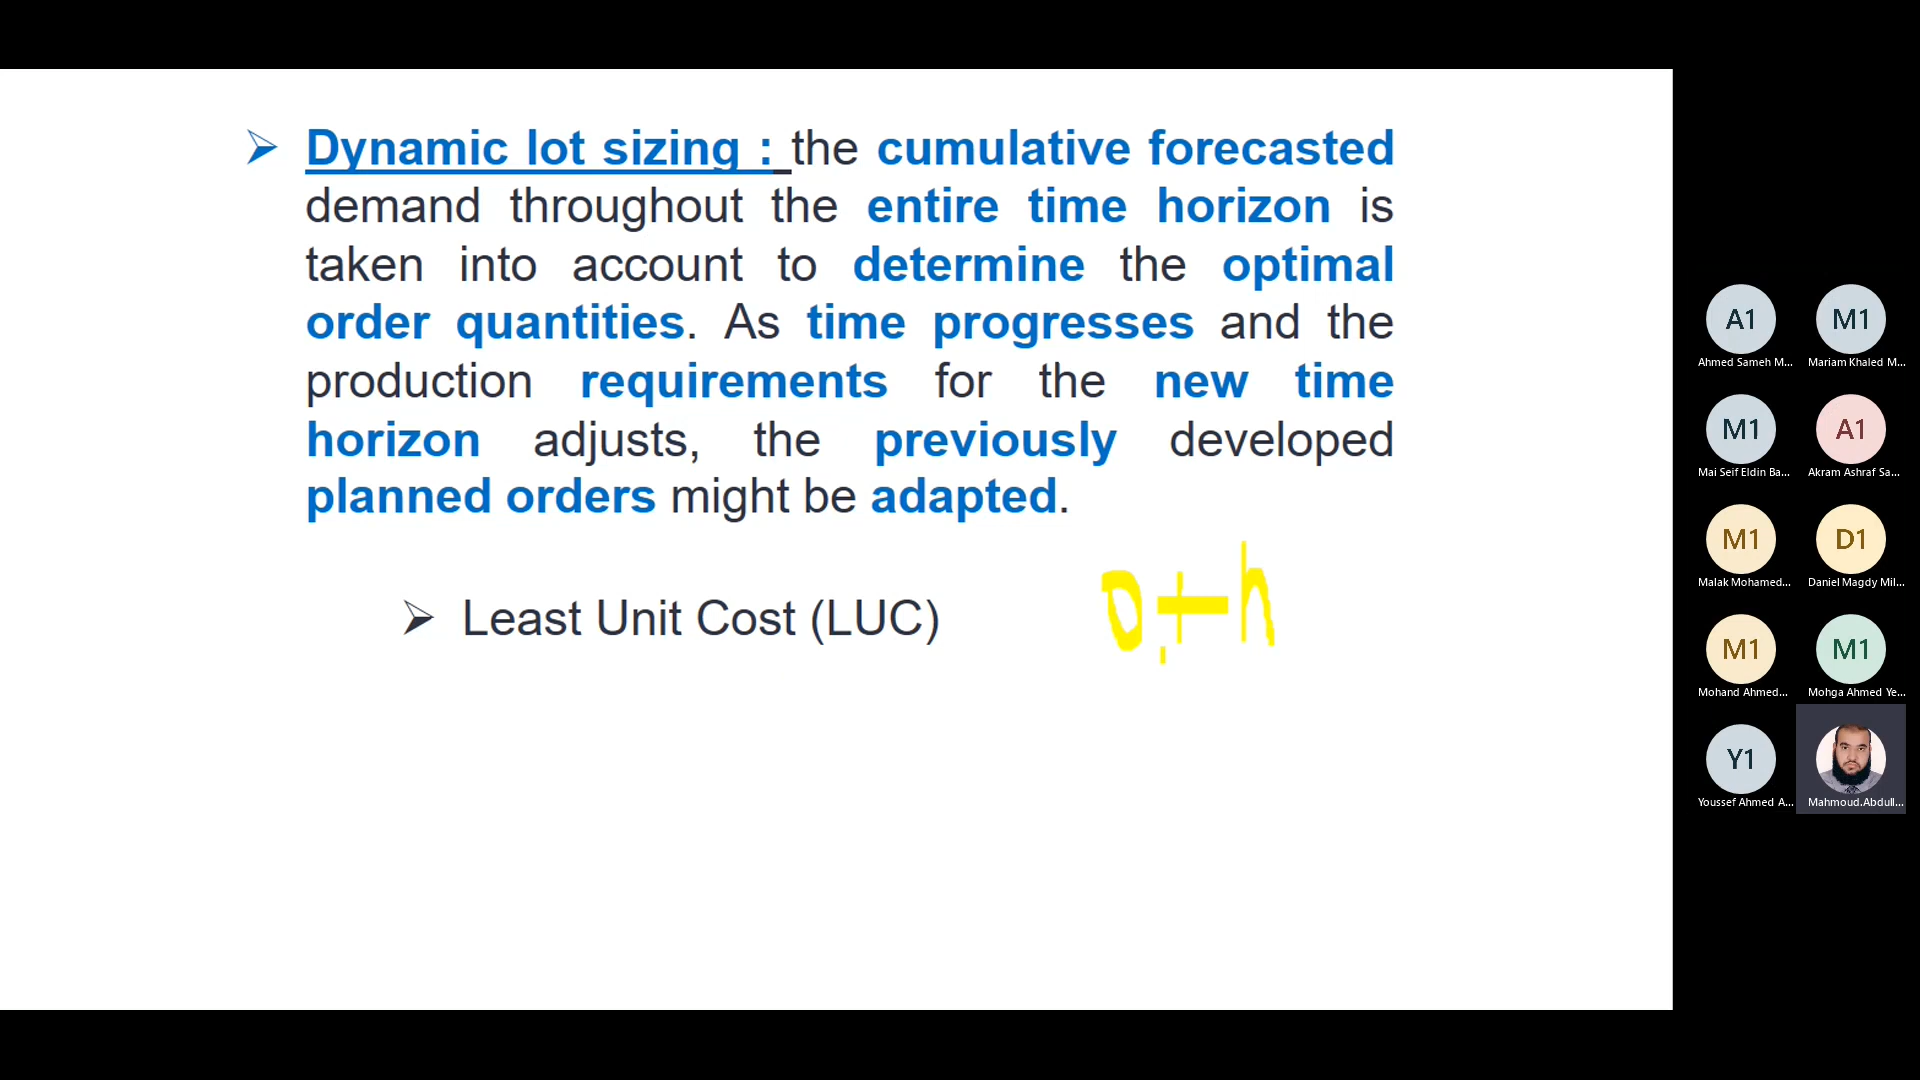 Dynamic lot sizing : the cumulative forecasted
demand throughout the entire time horizon is
taken into account to determine the optimal
order quantities. As time progresses and the
production requirements for the new time
horizon adjusts, the previously developed
planned orders might be adapted.
Least Unit Cost (LUC)
o + h
A1 M1
Ahmed Sameh M... Mariam Khaled M...
M1 A1
Mai Seif Eldin Ba... Akram Ashraf Sa...
M1 D1
Malak Mohamed... Daniel Magdy Mil...
M1 M1
Mohand Ahmed... Mohga Ahmed Ye...
Y1
Youssef Ahmed A... Mahmoud.Abdull...